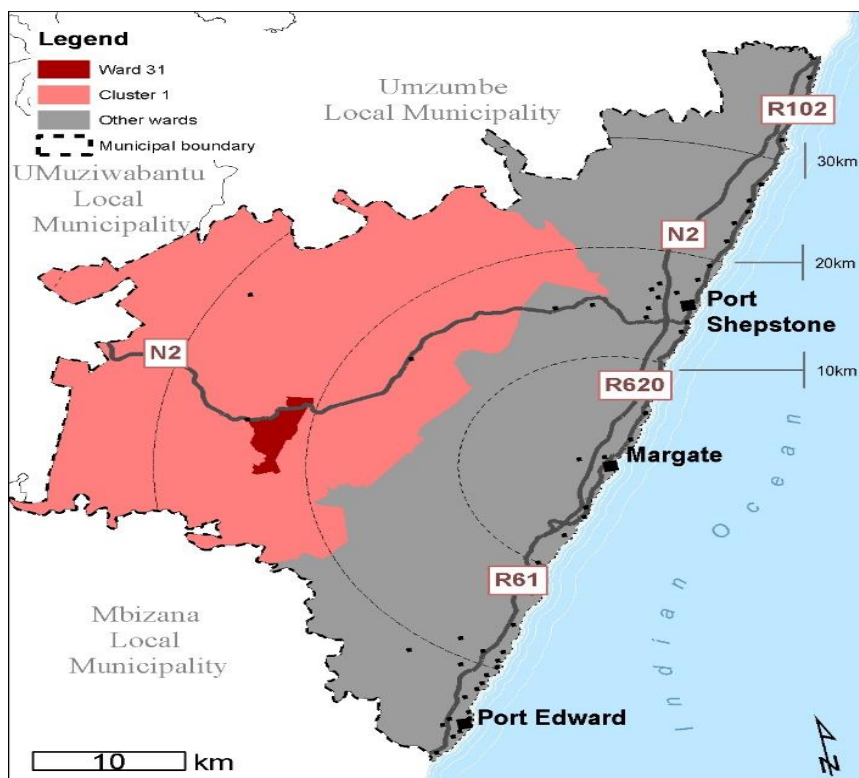 Legend
Ward 31
Cluster 1
Other wards
Municipal boundary
Umzumbe
Local Municipality
UMuziwabantu
Local
Municipality
R102
30km
N2
20km
Port
Shepstone
N2
10km
R620
Margate
R61
Indian Ocean
Mbizana
Local
Municipality
Port Edward
10 km
N